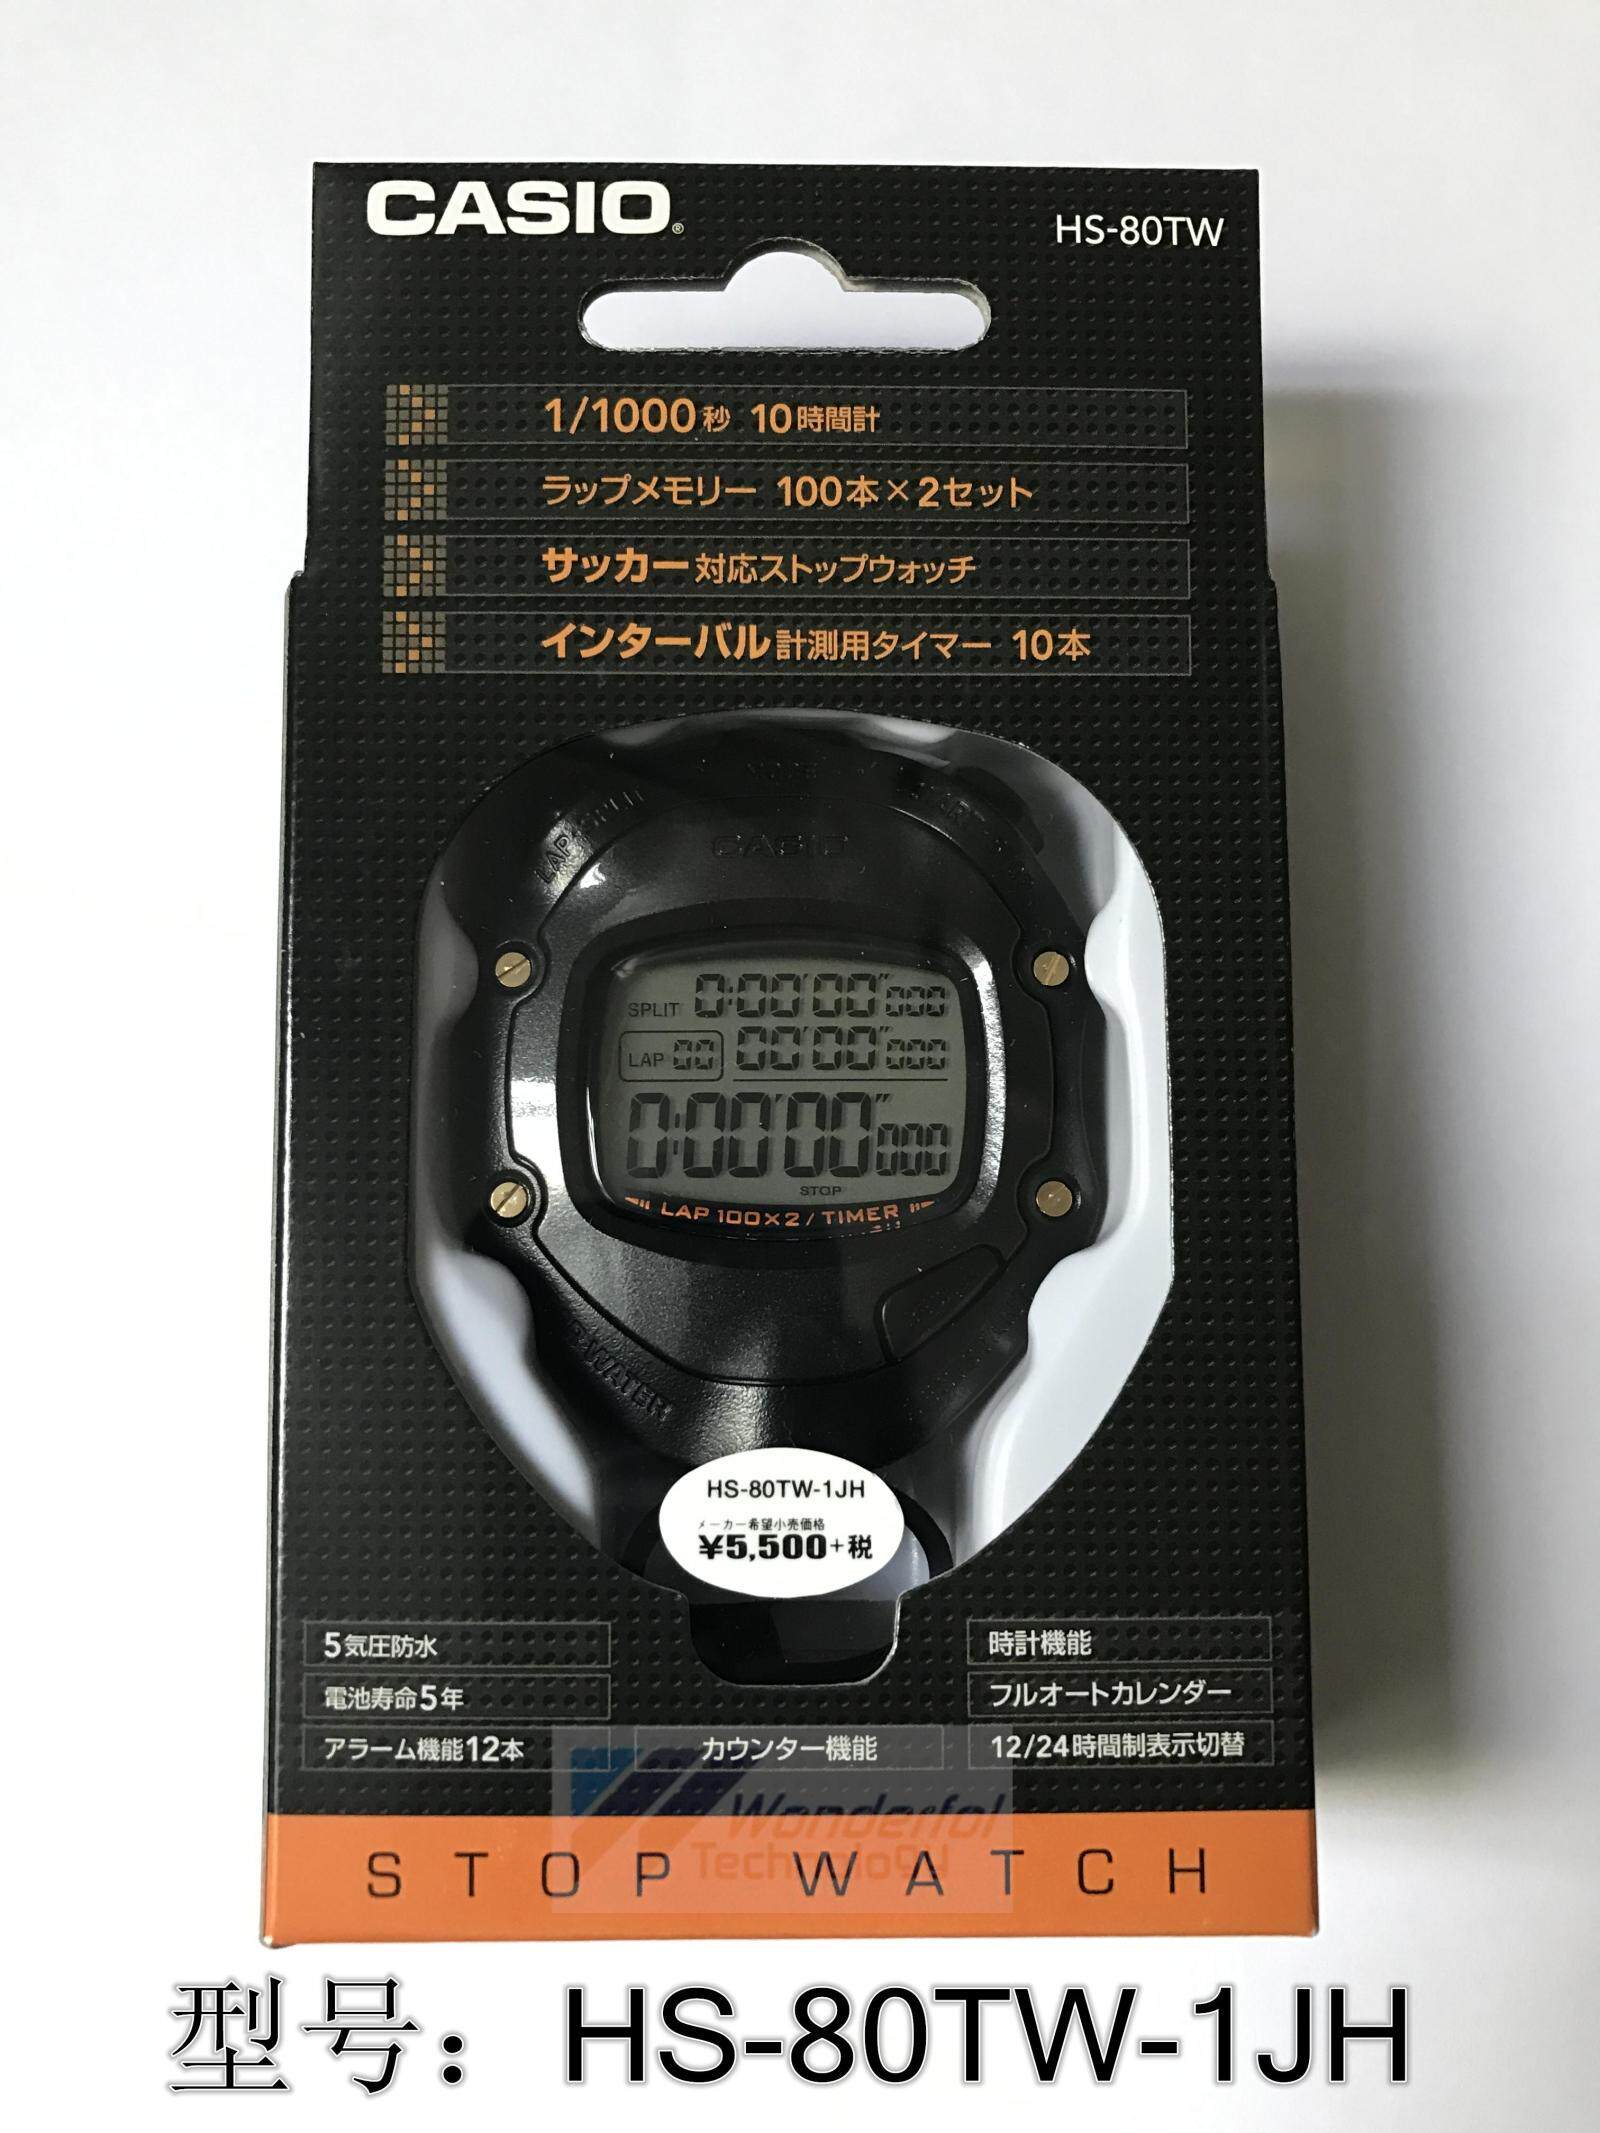 CASIO®
HS-80TW
1/1000秒 10時間計
ラップメモリー 100本×2セット
サッカー対応ストップウォッチ
インターバル計測用タイマー 10本
LAP/SPLIT
CASIO
SPLIT 0:00'00"000
LAP 00 00'00"000
0:00'00"000
STOP
LAP 100×2/TIMER
WATER
HS-80TW-1JH
メーカー希望小売価格
¥5,500+税
5気圧防水
時計機能
電池寿命5年
フルオートカレンダー
アラーム機能12本
カウンター機能
12/24時間制表示切替
Wonderfol
Technology
STOP WATCH
型号：HS-80TW-1JH